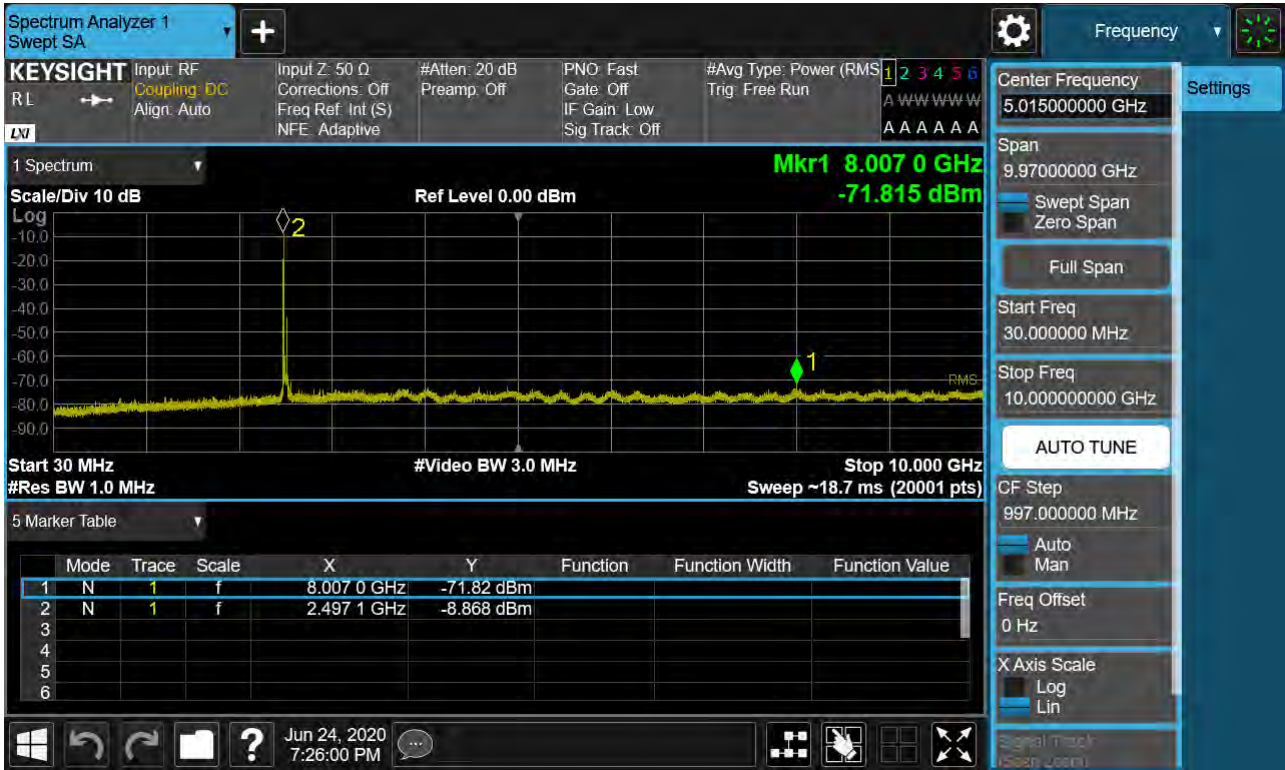 Spectrum Analyzer 1
Swept SA
+
Frequency
KEYSIGHT
RL
LXI
Input: RF
Coupling: DC
Align: Auto
Input Z: 50 Ω
Corrections: Off
Freq Ref: Int (S)
NFE: Adaptive
#Atten: 20 dB
Preamp: Off
PNO: Fast
Gate: Off
IF Gain: Low
Sig Track: Off
#Avg Type: Power (RMS
Trig: Free Run
1 2 3 4 5 6
A W W W W W
A A A A A A
1 Spectrum
Scale/Div 10 dB
Ref Level 0.00 dBm
Mkr1 8.007 0 GHz
-71.815 dBm
Log
-10.0
-20.0
-30.0
-40.0
-50.0
-60.0
-70.0
-80.0
-90.0
2
1
RMS
Start 30 MHz
#Video BW 3.0 MHz
Stop 10.000 GHz
#Res BW 1.0 MHz
Sweep ~18.7 ms (20001 pts)
5 Marker Table
Mode Trace Scale X Y Function Function Width Function Value
1 N 1 f 8.007 0 GHz -71.82 dBm
2 N 1 f 2.497 1 GHz -8.868 dBm
3
4
5
6
Jun 24, 2020
7:26:00 PM
?
Center Frequency
5.015000000 GHz
Settings
Span
9.97000000 GHz
Swept Span
Zero Span
Full Span
Start Freq
30.000000 MHz
Stop Freq
10.000000000 GHz
AUTO TUNE
CF Step
997.000000 MHz
Auto
Man
Freq Offset
0 Hz
X Axis Scale
Log
Lin
Signal Track
(Span Zoom)